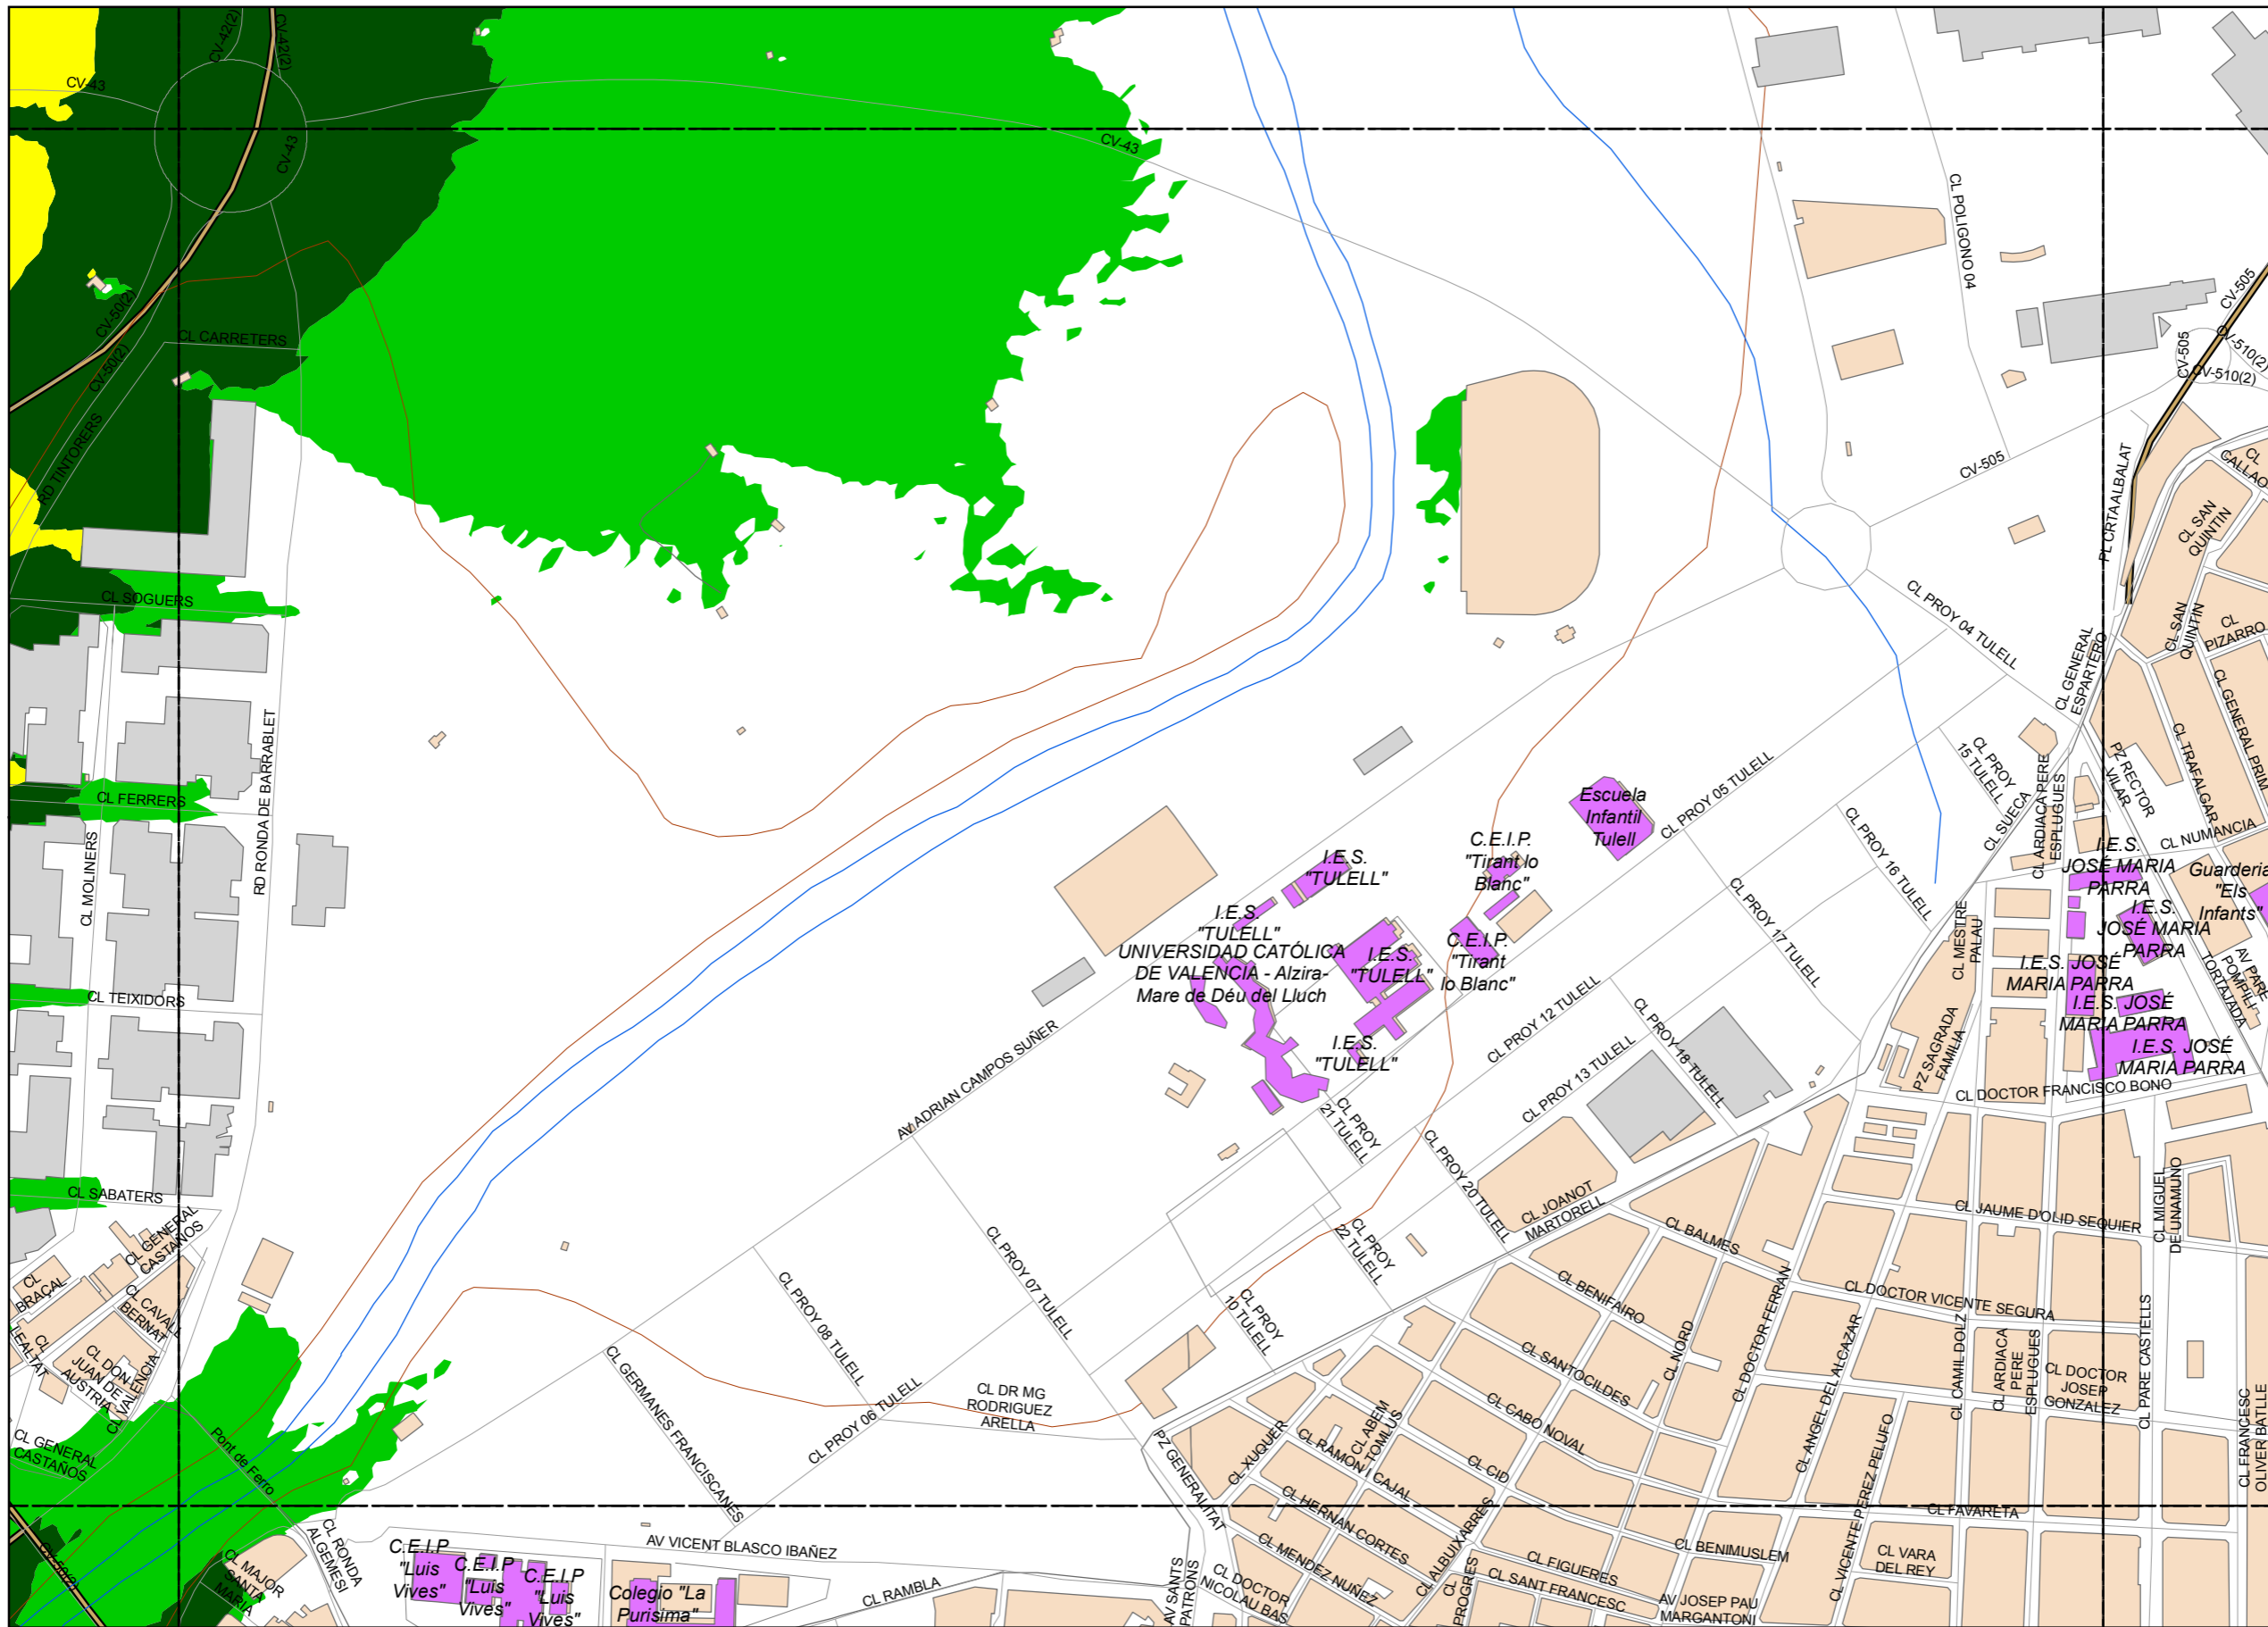 CV-42(2)
CV-42(2)
CV-43
CV-43
CV-43
CL POLIGONO 04
CV-505
CV-505
CV-510(2)
CV-510(2)
CV-50(2)
CV-50(2)
CL CARRETERS
RD TINTORERS
CV-505
PL CRTA ALBALAT
CL
CALLAO
CL SAN
QUINTIN
CL SOGUERS
CL PROY 04 TULELL
CL GENERAL
ESPARTERO
CL SAN
QUINTIN
CL
PIZARRO
CL GENERAL PRIM
CL TRAFALGAR
PZ RECTOR
VILAR
CL PROY
15 TULELL
CL SUECA
CL ARDIACA PERE
ESPLUGUES
CL NUMANCIA
RD RONDA DE BARRABLET
CL FERRERS
CL MOLINERS
Escuela
Infantil
Tulell
CL PROY 05 TULELL
CL PROY 16 TULELL
C.E.I.P.
"Tirant lo
Blanc"
I.E.S.
"TULELL"
I.E.S.
"TULELL"
UNIVERSIDAD CATÓLICA
DE VALENCIA - Alzira-
Mare de Déu del Lluch
I.E.S.
"TULELL"
C.E.I.P.
"Tirant
lo Blanc"
I.E.S.
"TULELL"
CL PROY 17 TULELL
CL MESTRE
PALAU
I.E.S.
JOSÉ MARIA
PARRA
Guarderia
"Els
Infants"
I.E.S.
JOSÉ MARIA
PARRA
I.E.S. JOSÉ
MARIA PARRA
I.E.S. JOSÉ
MARIA PARRA
I.E.S. JOSÉ
MARIA PARRA
AV PARE
POMPILI
TORTAJADA
CL TEIXIDORS
AV ADRIAN CAMPOS SUÑER
CL PROY 12 TULELL
CL PROY 13 TULELL
CL PROY 18 TULELL
PZ SAGRADA
FAMILIA
CL DOCTOR FRANCISCO BONO
CL PROY
21 TULELL
CL PROY 20 TULELL
CL JOANOT
MARTORELL
CL SABATERS
CL GENERAL
CASTAÑOS
CL
BRAÇAL
CL CAVALL
BERNAT
CL
LEALTAT
CL DON
JUAN DE
AUSTRIA
CL VALENCIA
CL GENERAL
CASTAÑOS
Pont de Ferro
CL PROY 08 TULELL
CL PROY 07 TULELL
CL PROY
22 TULELL
CL PROY
10 TULELL
CL BALMES
CL BENIFAIRO
CL JAUME D'OLID SEQUIER
CL MIGUEL
DE UNAMUNO
CL DOCTOR VICENTE SEGURA
CL NORD
CL DOCTOR FERRAN
CL ANGEL DEL ALCAZAR
CL CAMIL DOLZ
CL ARDIACA
PERE
ESPLUGUES
CL DOCTOR
JOSEP
GONZALEZ
CL PARE CASTELLS
CL FRANCESC
OLIVER BATLLE
CL GERMANES FRANCISCANES
CL PROY 06 TULELL
CL DR MG
RODRIGUEZ
ARELLA
CL SANTOCILDES
CL CABO NOVAL
CL ABEM
TOMLUS
CL XUQUER
CL RAMON I CAJAL
CL CID
PZ GENERALITAT
CL HERNAN CORTES
CL MENDEZ NUÑEZ
CL ALBUIXARRES
CL VICENTE PEREZ PELUFO
CL FAVARETA
CL BENIMUSLEM
CL VARA
DEL REY
CL FIGUERES
CL SANT FRANCESC
CL
PROGRES
AV JOSEP PAU
MARGANTONI
CL DOCTOR
NICOLAU BAS
AV SANTS
PATRONS
CL RAMBLA
AV VICENT BLASCO IBAÑEZ
CL RONDA
ALGEMESI
CL MAJOR
SANTA
MARIA
CV-50(2)
C.E.I.P
"Luis
Vives"
C.E.I.P
"Luis
Vives"
C.E.I.P
"Luis
Vives"
Colegio "La
Purisima"